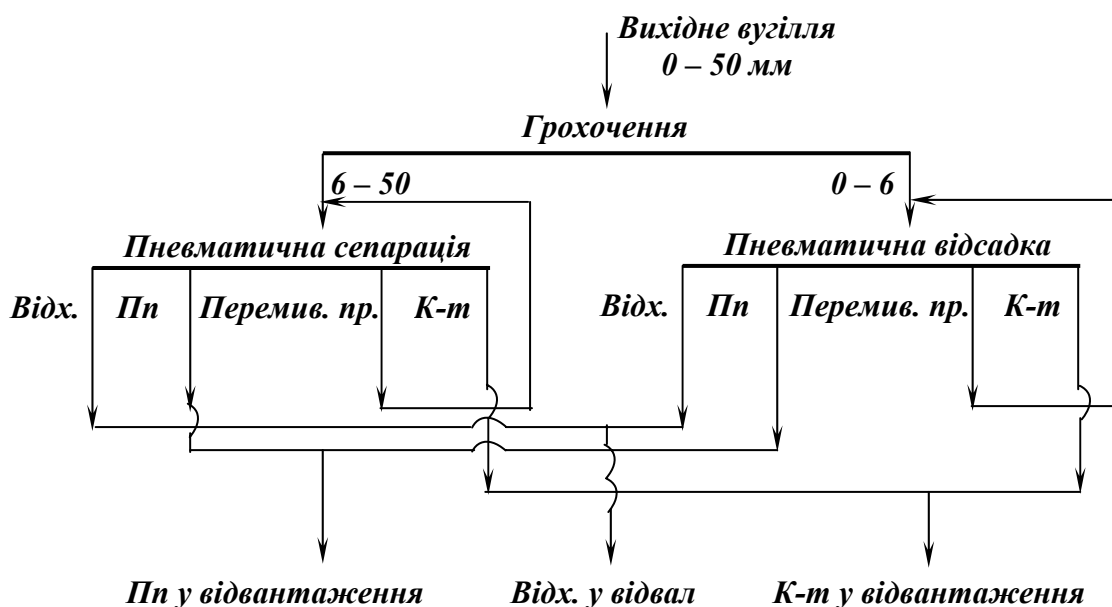 Вихідне вугілля
0 – 50 мм
Грохочення
6 – 50
0 – 6
Пневматична сепарація
Пневматична відсадка
Відх. Пп Перемив. пр. К-т
Відх. Пп Перемив. пр. К-т
Пп у відвантаження
Відх. у відвал
К-т у відвантаження